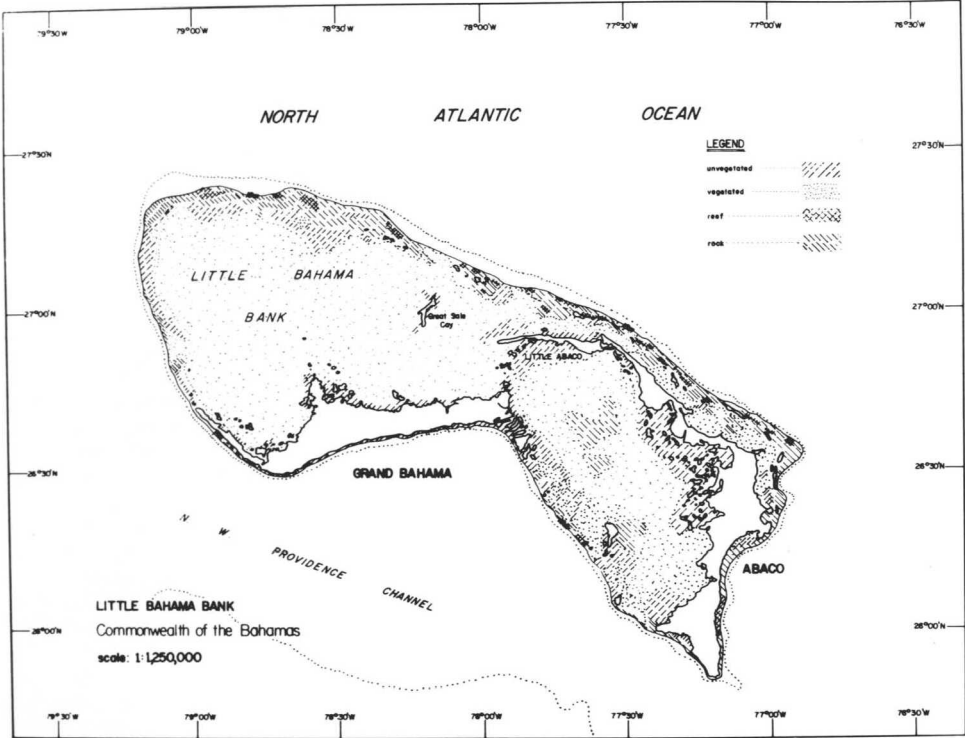 79°30'W 79°00'W 78°30'W 78°00'W 77°30'W 77°00'W 76°30'W
NORTH ATLANTIC OCEAN
27°30'N 27°30'N
LEGEND
unvegetated
vegetated
reef
rock
LITTLE BAHAMA
BANK
Great Sale
Cay
27°00'N 27°00'N
LITTLE ABACO
26°30'N 26°30'N
GRAND BAHAMA
N W PROVIDENCE CHANNEL
ABACO
LITTLE BAHAMA BANK
26°00'N 26°00'N
Commonwealth of the Bahamas
scale: 1:1,250,000
79°30'W 79°00'W 78°30'W 78°00'W 77°30'W 77°00'W 76°30'W